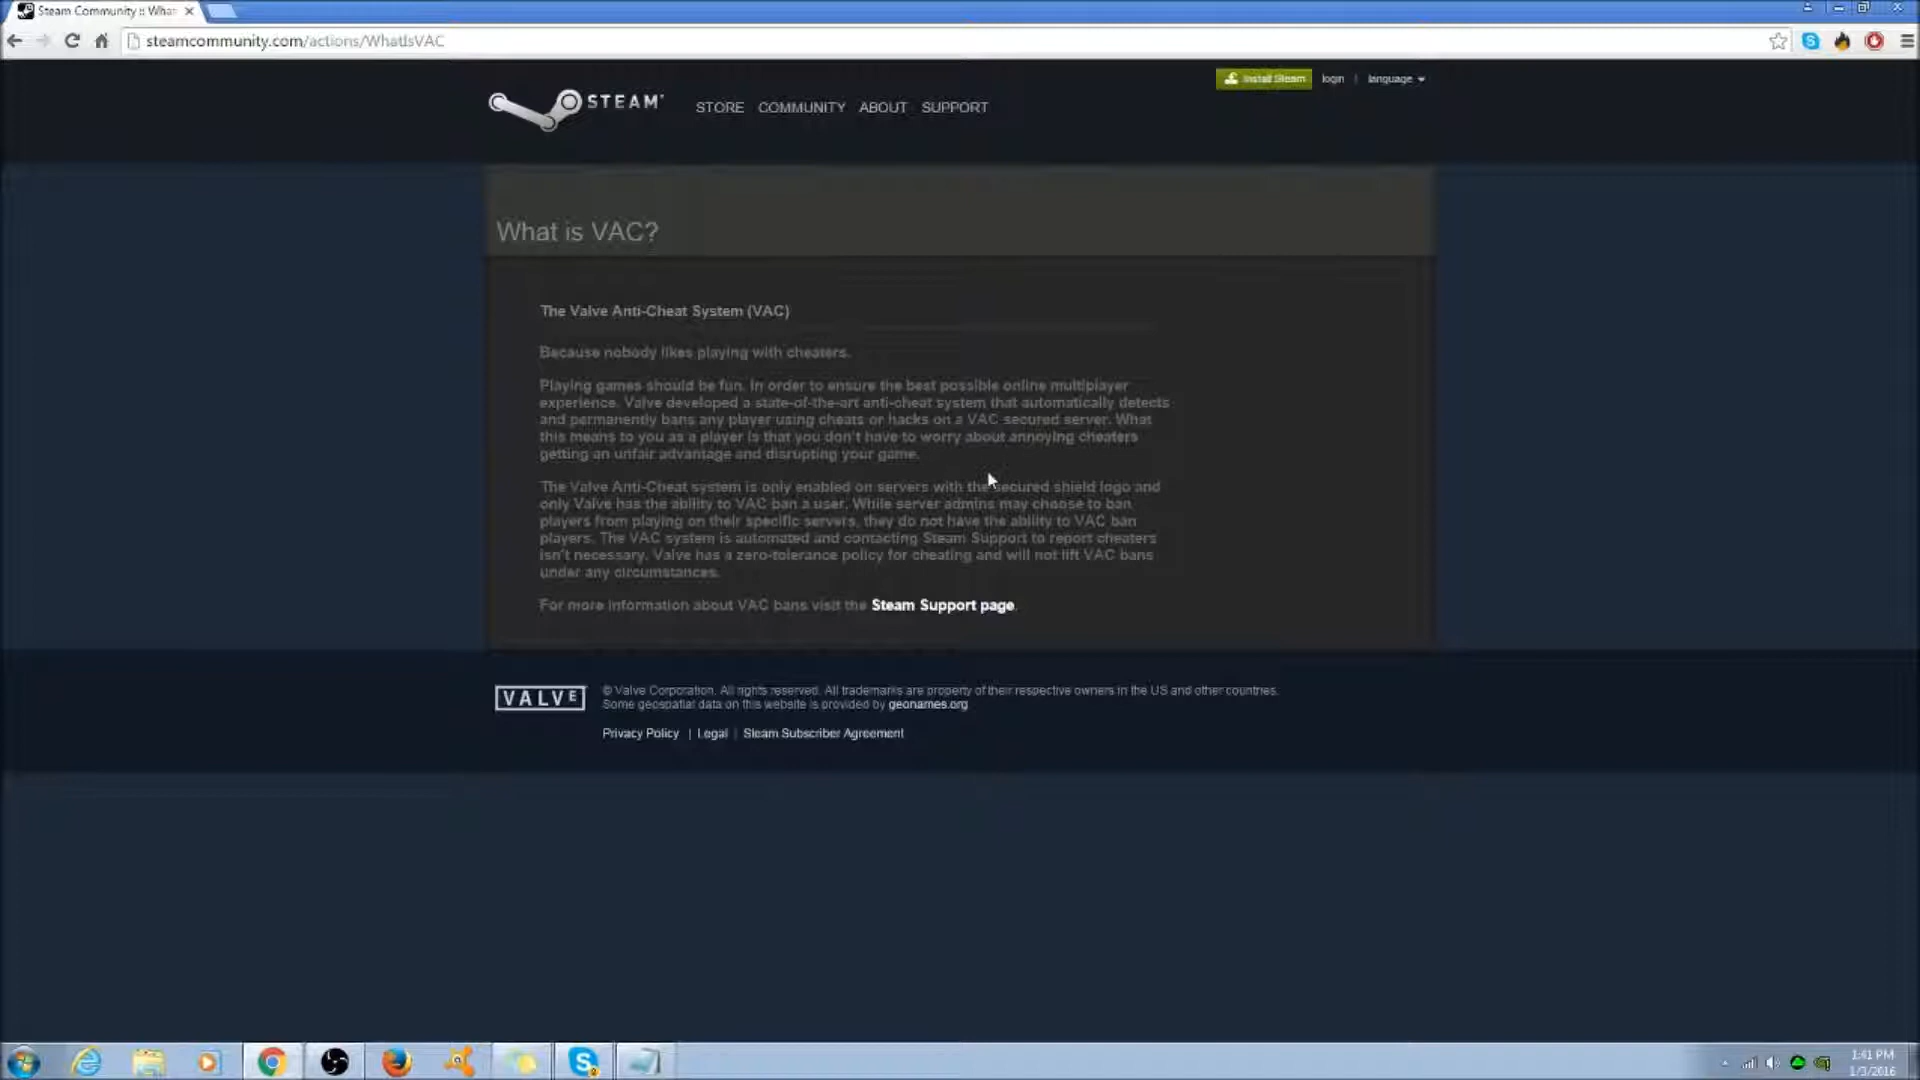 Steam Community :: What
steamcommunity.com/actions/WhatIsVAC
Install Steam login | language
STEAM STORE COMMUNITY ABOUT SUPPORT
What is VAC?
The Valve Anti-Cheat System (VAC)
Because nobody likes playing with cheaters.
Playing games should be fun. In order to ensure the best possible online multiplayer
experience. Valve developed a state-of-the-art anti-cheat system that automatically detects
and permanently bans any player using cheats or hacks on a VAC secured server. What
this means to you as a player is that you don't have to worry about annoying cheaters
getting an unfair advantage and disrupting your game.
The Valve Anti-Cheat system is only enabled on servers with the secured shield logo and
only Valve has the ability to VAC ban a user. While server admins may choose to ban
players from playing on their specific servers, they do not have the ability to VAC ban
players. The VAC system is automated and contacting Steam Support to report cheaters
isn't necessary. Valve has a zero-tolerance policy for cheating and will not lift VAC bans
under any circumstances.
For more information about VAC bans visit the Steam Support page.
VALVE
© Valve Corporation. All rights reserved. All trademarks are property of their respective owners in the US and other countries.
Some geospatial data on this website is provided by geonames.org
Privacy Policy | Legal | Steam Subscriber Agreement
1:41 PM
1/3/2016